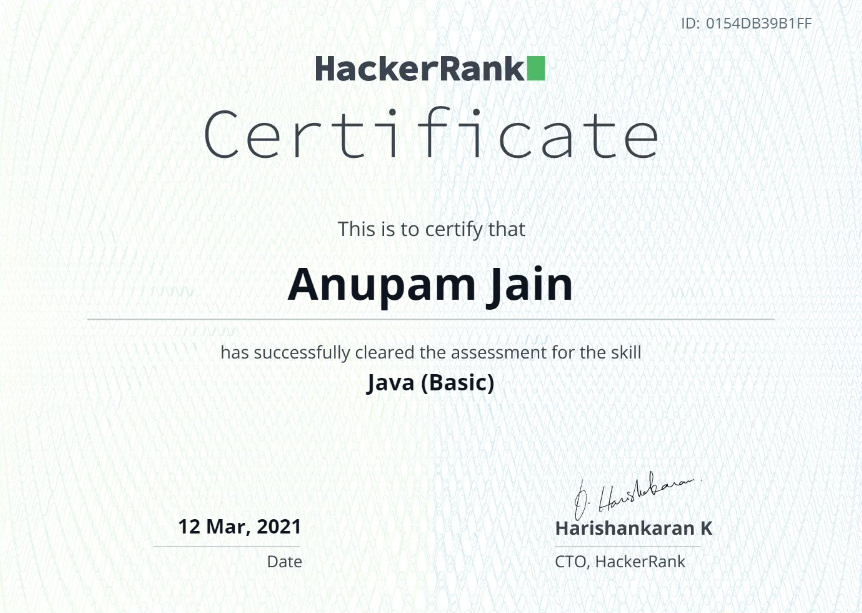 ID: 0154DB39B1FF
HackerRank
Certificate
This is to certify that
Anupam Jain
has successfully cleared the assessment for the skill
Java (Basic)
12 Mar, 2021
Date
Harishankaran K
CTO, HackerRank